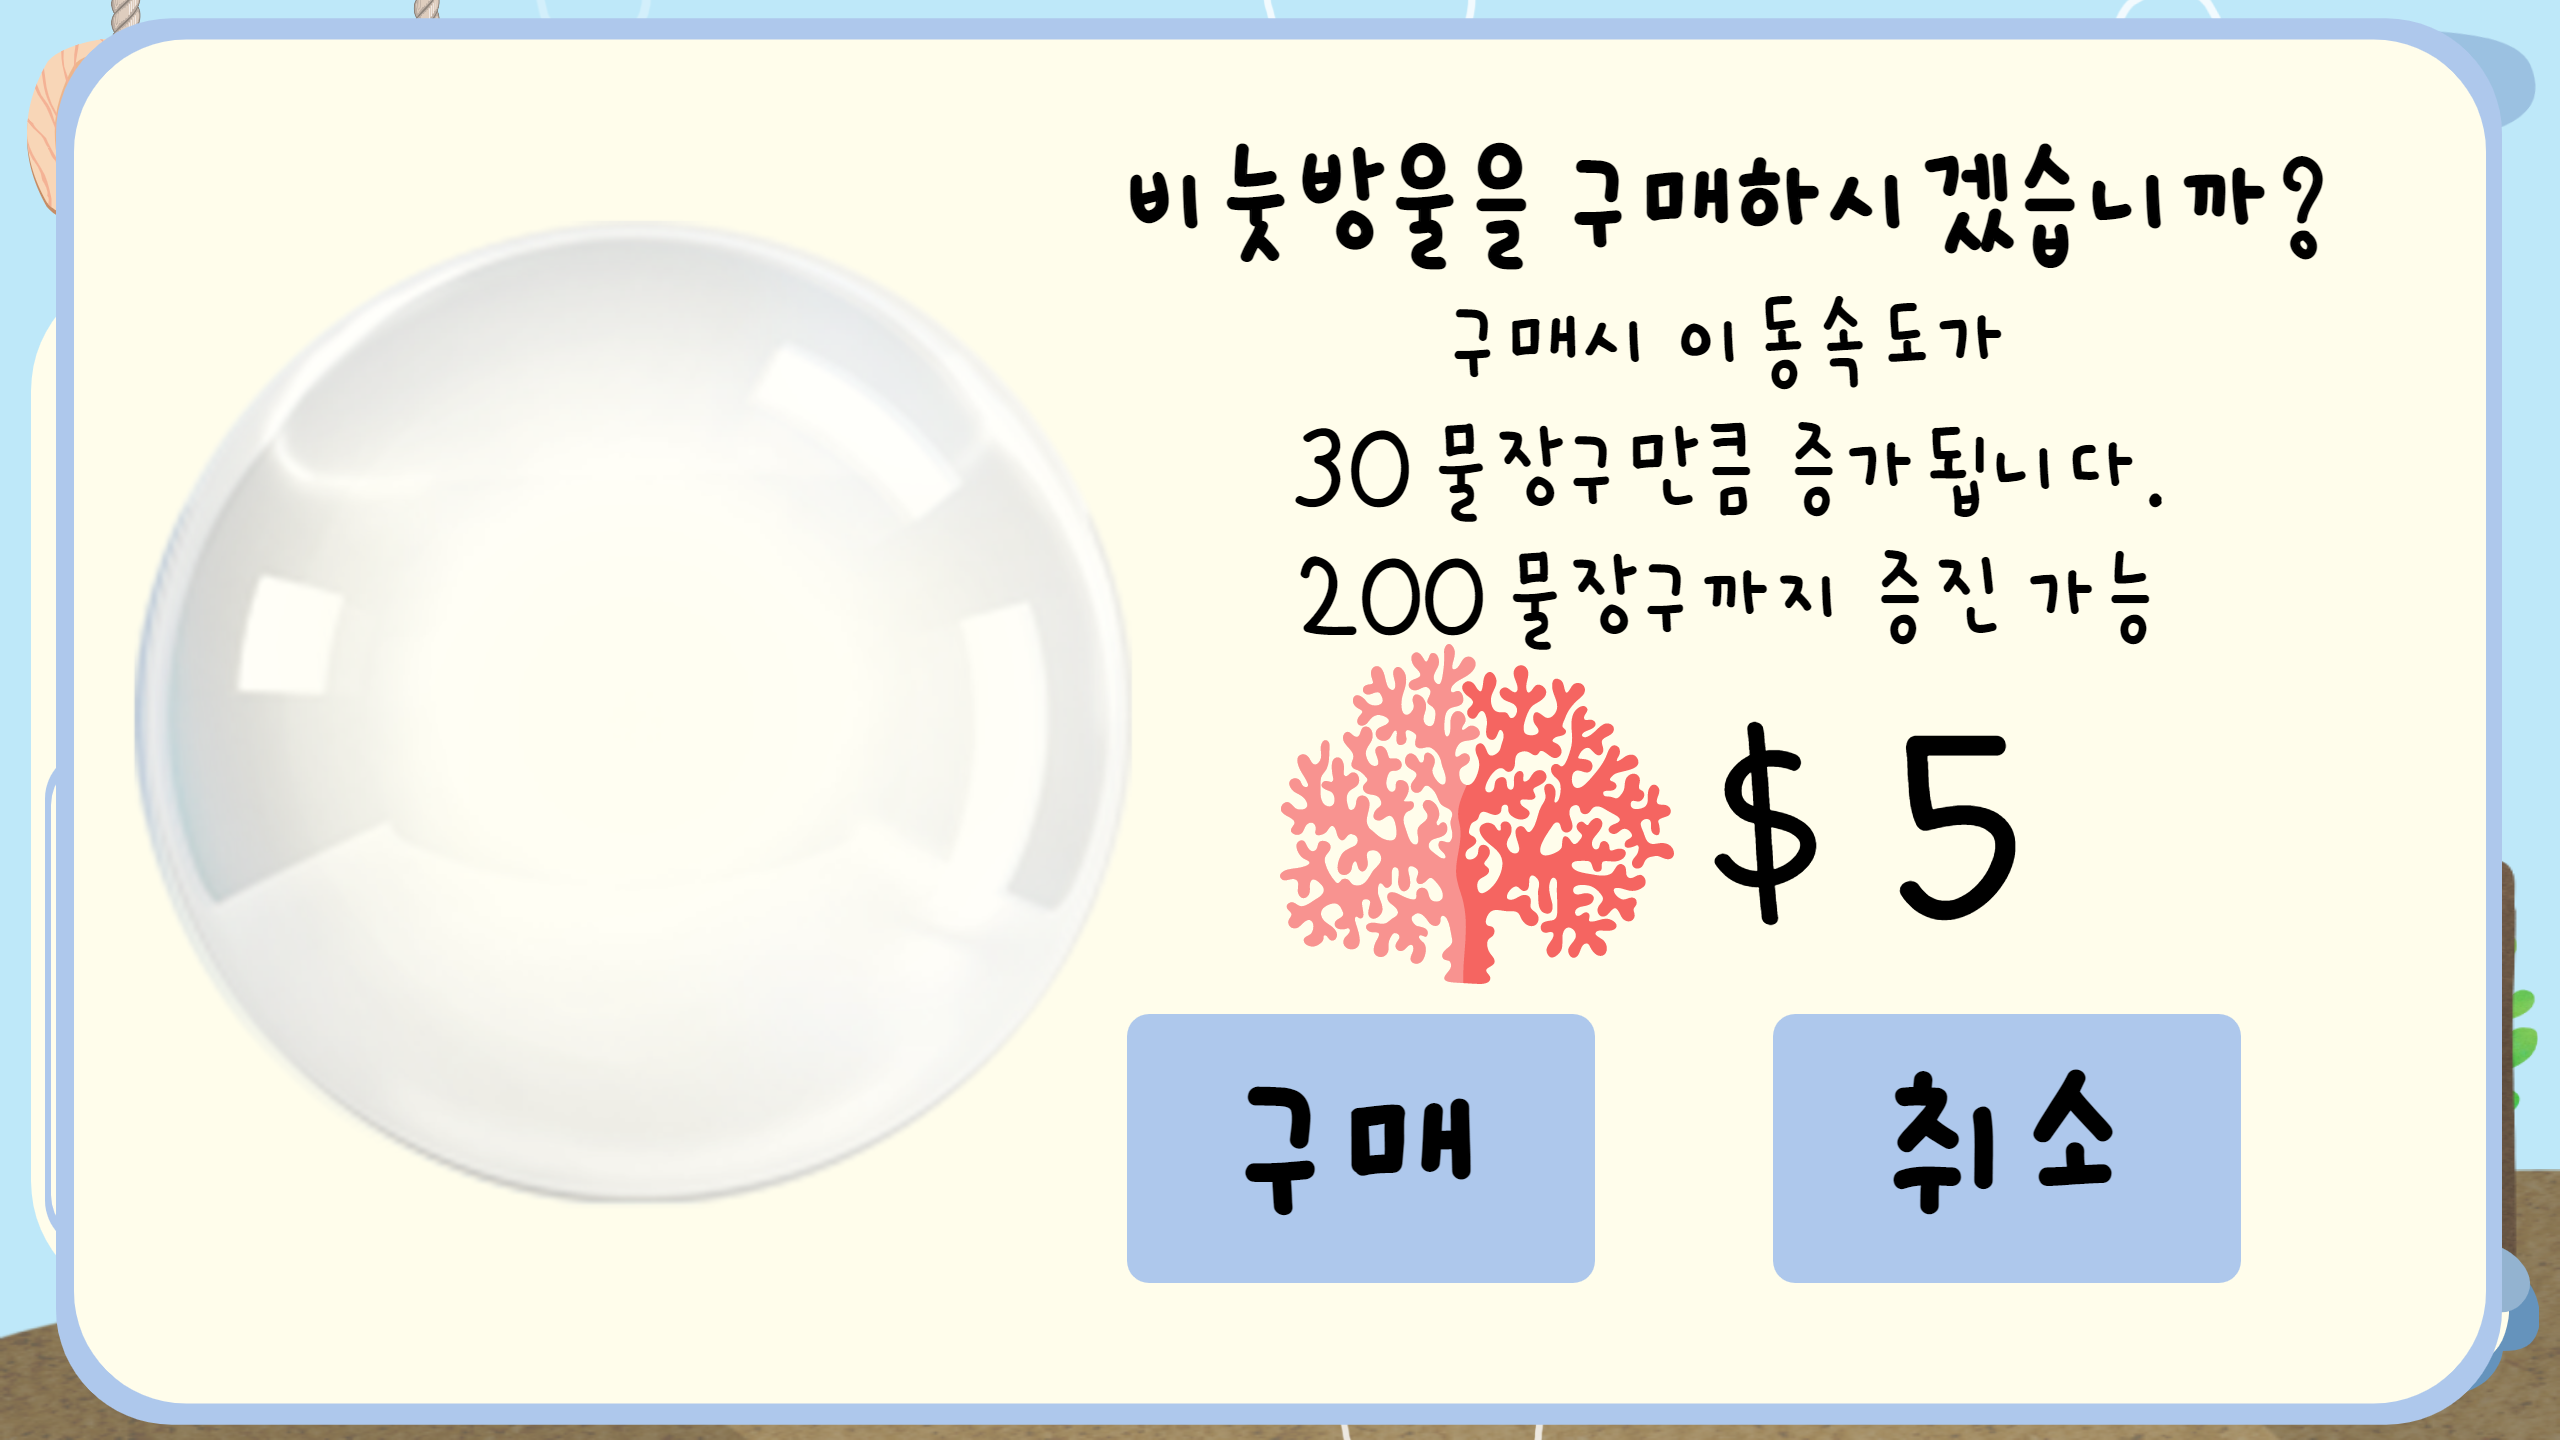 비눗방울을 구매하시겠습니까?
구매시 이동속도가
30 물장구만큼 증가됩니다.
200 물장구까지 증진 가능
$ 5
구매
취소